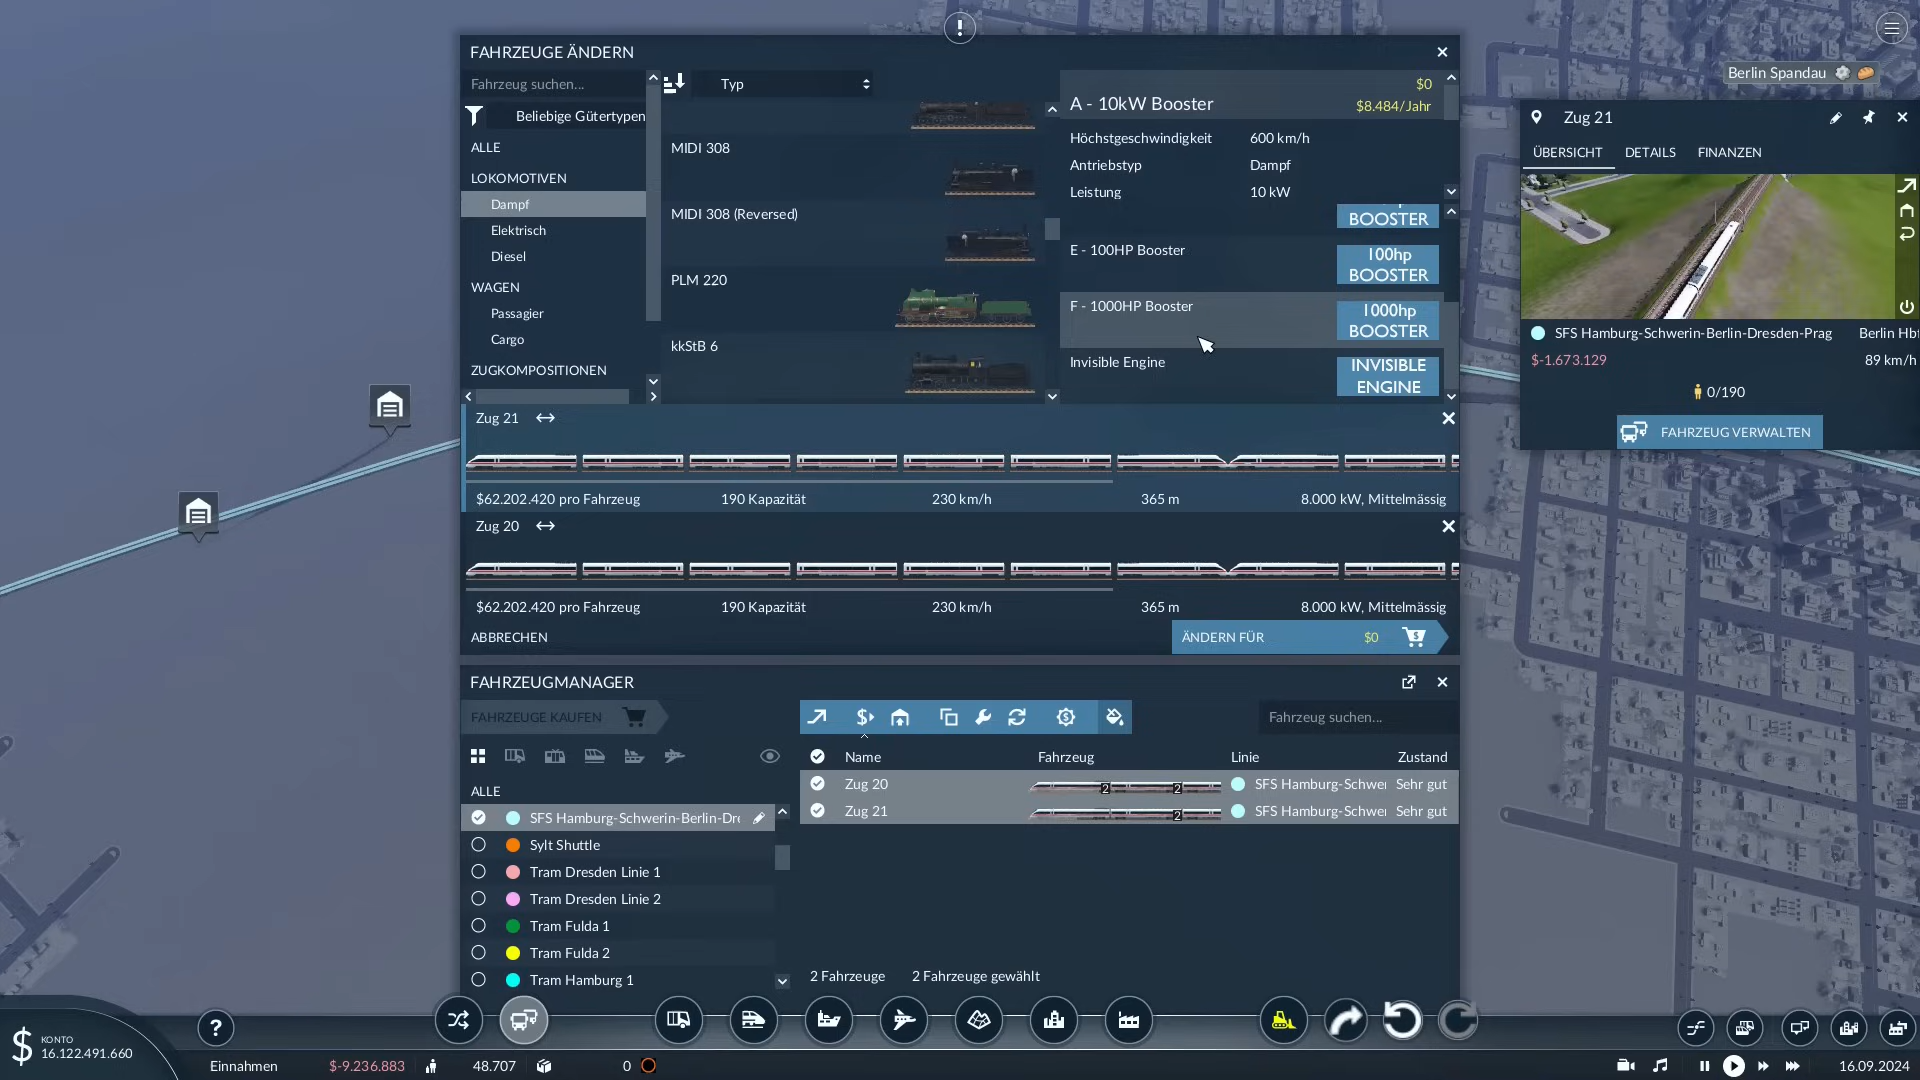 FAHRZEUGE ÄNDERN
Fahrzeug suchen...
Typ
Beliebige Gütertypen
ALLE
LOKOMOTIVEN
Dampf
Elektrisch
Diesel
WAGEN
Passagier
Cargo
ZUGKOMPOSITIONEN
MIDI 308
MIDI 308 (Reversed)
PLM 220
kkStB 6
$0
A - 10kW Booster
$8.484/Jahr
Höchstgeschwindigkeit 600 km/h
Antriebstyp Dampf
Leistung 10 kW
BOOSTER
E - 100HP Booster
100hp
BOOSTER
F - 1000HP Booster
1000hp
BOOSTER
Invisible Engine
INVISIBLE
ENGINE
Zug 21
$62.202.420 pro Fahrzeug 190 Kapazität 230 km/h 365 m 8.000 kW, Mittelmässig
Zug 20
$62.202.420 pro Fahrzeug 190 Kapazität 230 km/h 365 m 8.000 kW, Mittelmässig
ABBRECHEN
ÄNDERN FÜR $0
FAHRZEUGMANAGER
FAHRZEUGE KAUFEN
Fahrzeug suchen...
Name Fahrzeug Linie Zustand
Zug 20 2 2 SFS Hamburg-Schwer Sehr gut
Zug 21 2 SFS Hamburg-Schwer Sehr gut
ALLE
SFS Hamburg-Schwerin-Berlin-Dre
Sylt Shuttle
Tram Dresden Linie 1
Tram Dresden Linie 2
Tram Fulda 1
Tram Fulda 2
Tram Hamburg 1
2 Fahrzeuge 2 Fahrzeuge gewählt
Berlin Spandau
Zug 21
ÜBERSICHT DETAILS FINANZEN
SFS Hamburg-Schwerin-Berlin-Dresden-Prag Berlin Hbf
$-1.673.129 89 km/h
0/190
FAHRZEUG VERWALTEN
KONTO
16.122.491.660
Einnahmen $-9.236.883 48.707 0
16.09.2024